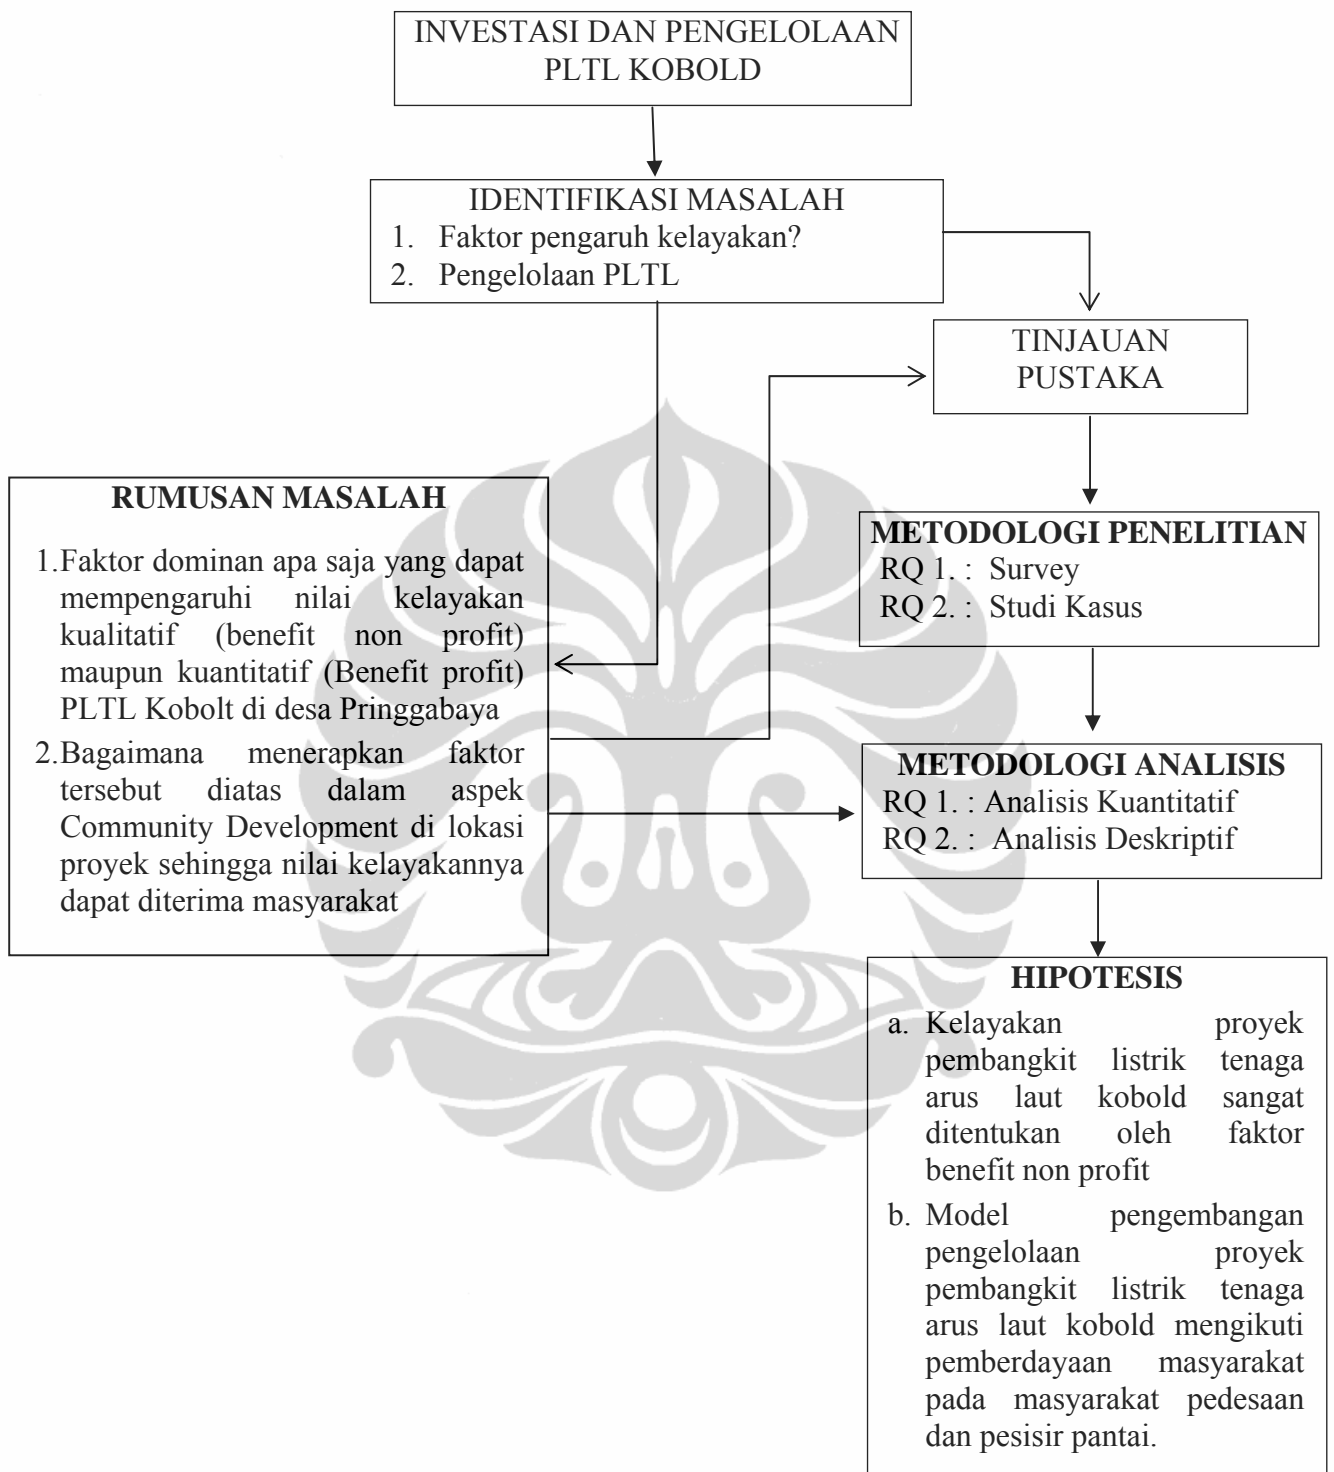 INVESTASI DAN PENGELOLAAN
PLTL KOBOLD
IDENTIFIKASI MASALAH
1. Faktor pengaruh kelayakan?
2. Pengelolaan PLTL
TINJAUAN
PUSTAKA
RUMUSAN MASALAH
1.Faktor dominan apa saja yang dapat
mempengaruhi nilai kelayakan
kualitatif (benefit non profit)
maupun kuantitatif (Benefit profit)
PLTL Kobolt di desa Pringgabaya
2.Bagaimana menerapkan faktor
tersebut diatas dalam aspek
Community Development di lokasi
proyek sehingga nilai kelayakannya
dapat diterima masyarakat
METODOLOGI PENELITIAN
RQ 1. : Survey
RQ 2. : Studi Kasus
METODOLOGI ANALISIS
RQ 1. : Analisis Kuantitatif
RQ 2. : Analisis Deskriptif
HIPOTESIS
a. Kelayakan proyek
pembangkit listrik tenaga
arus laut kobold sangat
ditentukan oleh faktor
benefit non profit
b. Model pengembangan
pengelolaan proyek
pembangkit listrik tenaga
arus laut kobold mengikuti
pemberdayaan masyarakat
pada masyarakat pedesaan
dan pesisir pantai.